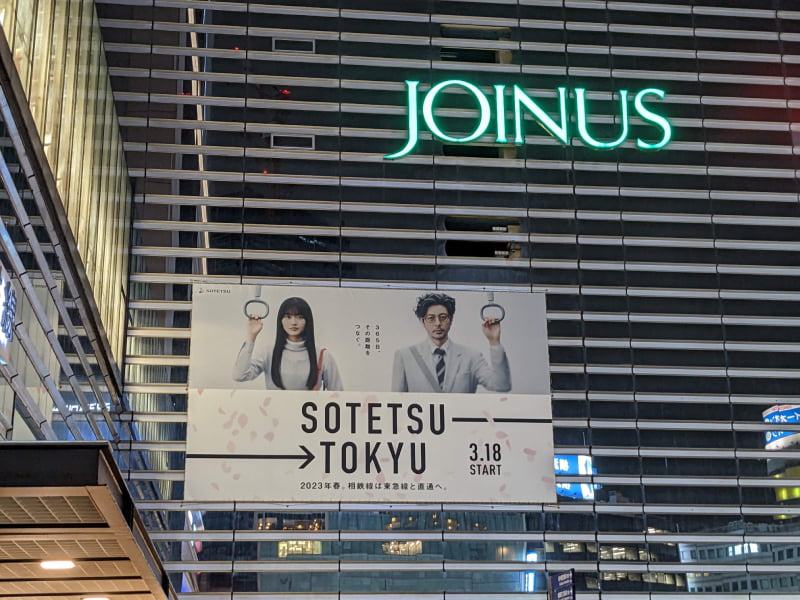 JOINUS
SOTETSU
365日、
その距離を
つなぐ。
SOTETSU
→TOKYU
3.18
START
2023年春。相鉄線は東急線と直通へ。